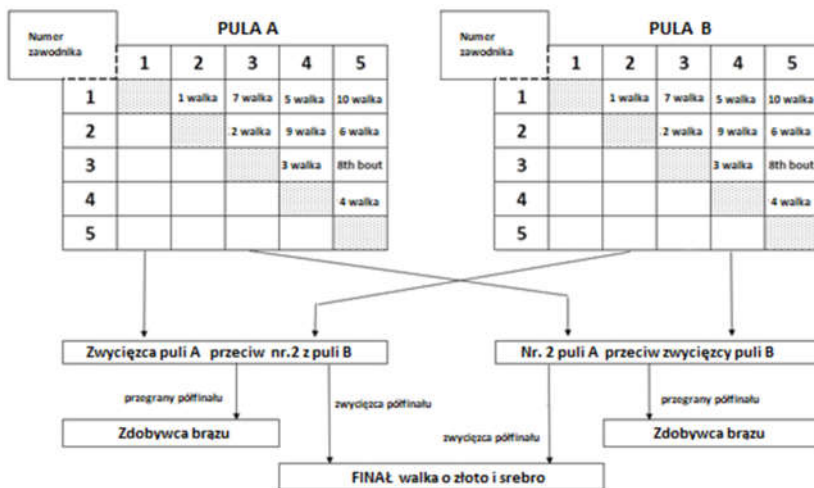 Numer
zawodnika
PULA A
1 2 3 4 5
1 1 walka 7 walka 5 walka 10 walka
2 .2 walka 9 walka 6 walka
3 3 walka 8th bout
4 4 walka
5
Numer
zawodnika
PULA B
1 2 3 4 5
1 1 walka 7 walka 5 walka 10 walka
2 .2 walka 9 walka 6 walka
3 3 walka 8th bout
4 4 walka
5
Zwycięzca puli A przeciw nr.2 z puli B
Nr. 2 puli A przeciw zwycięzcy puli B
przegrany półfinału
zwycięzca półfinału
zwycięzca półfinału
przegrany półfinału
Zdobywca brązu
Zdobywca brązu
FINAŁ walka o złoto i srebro